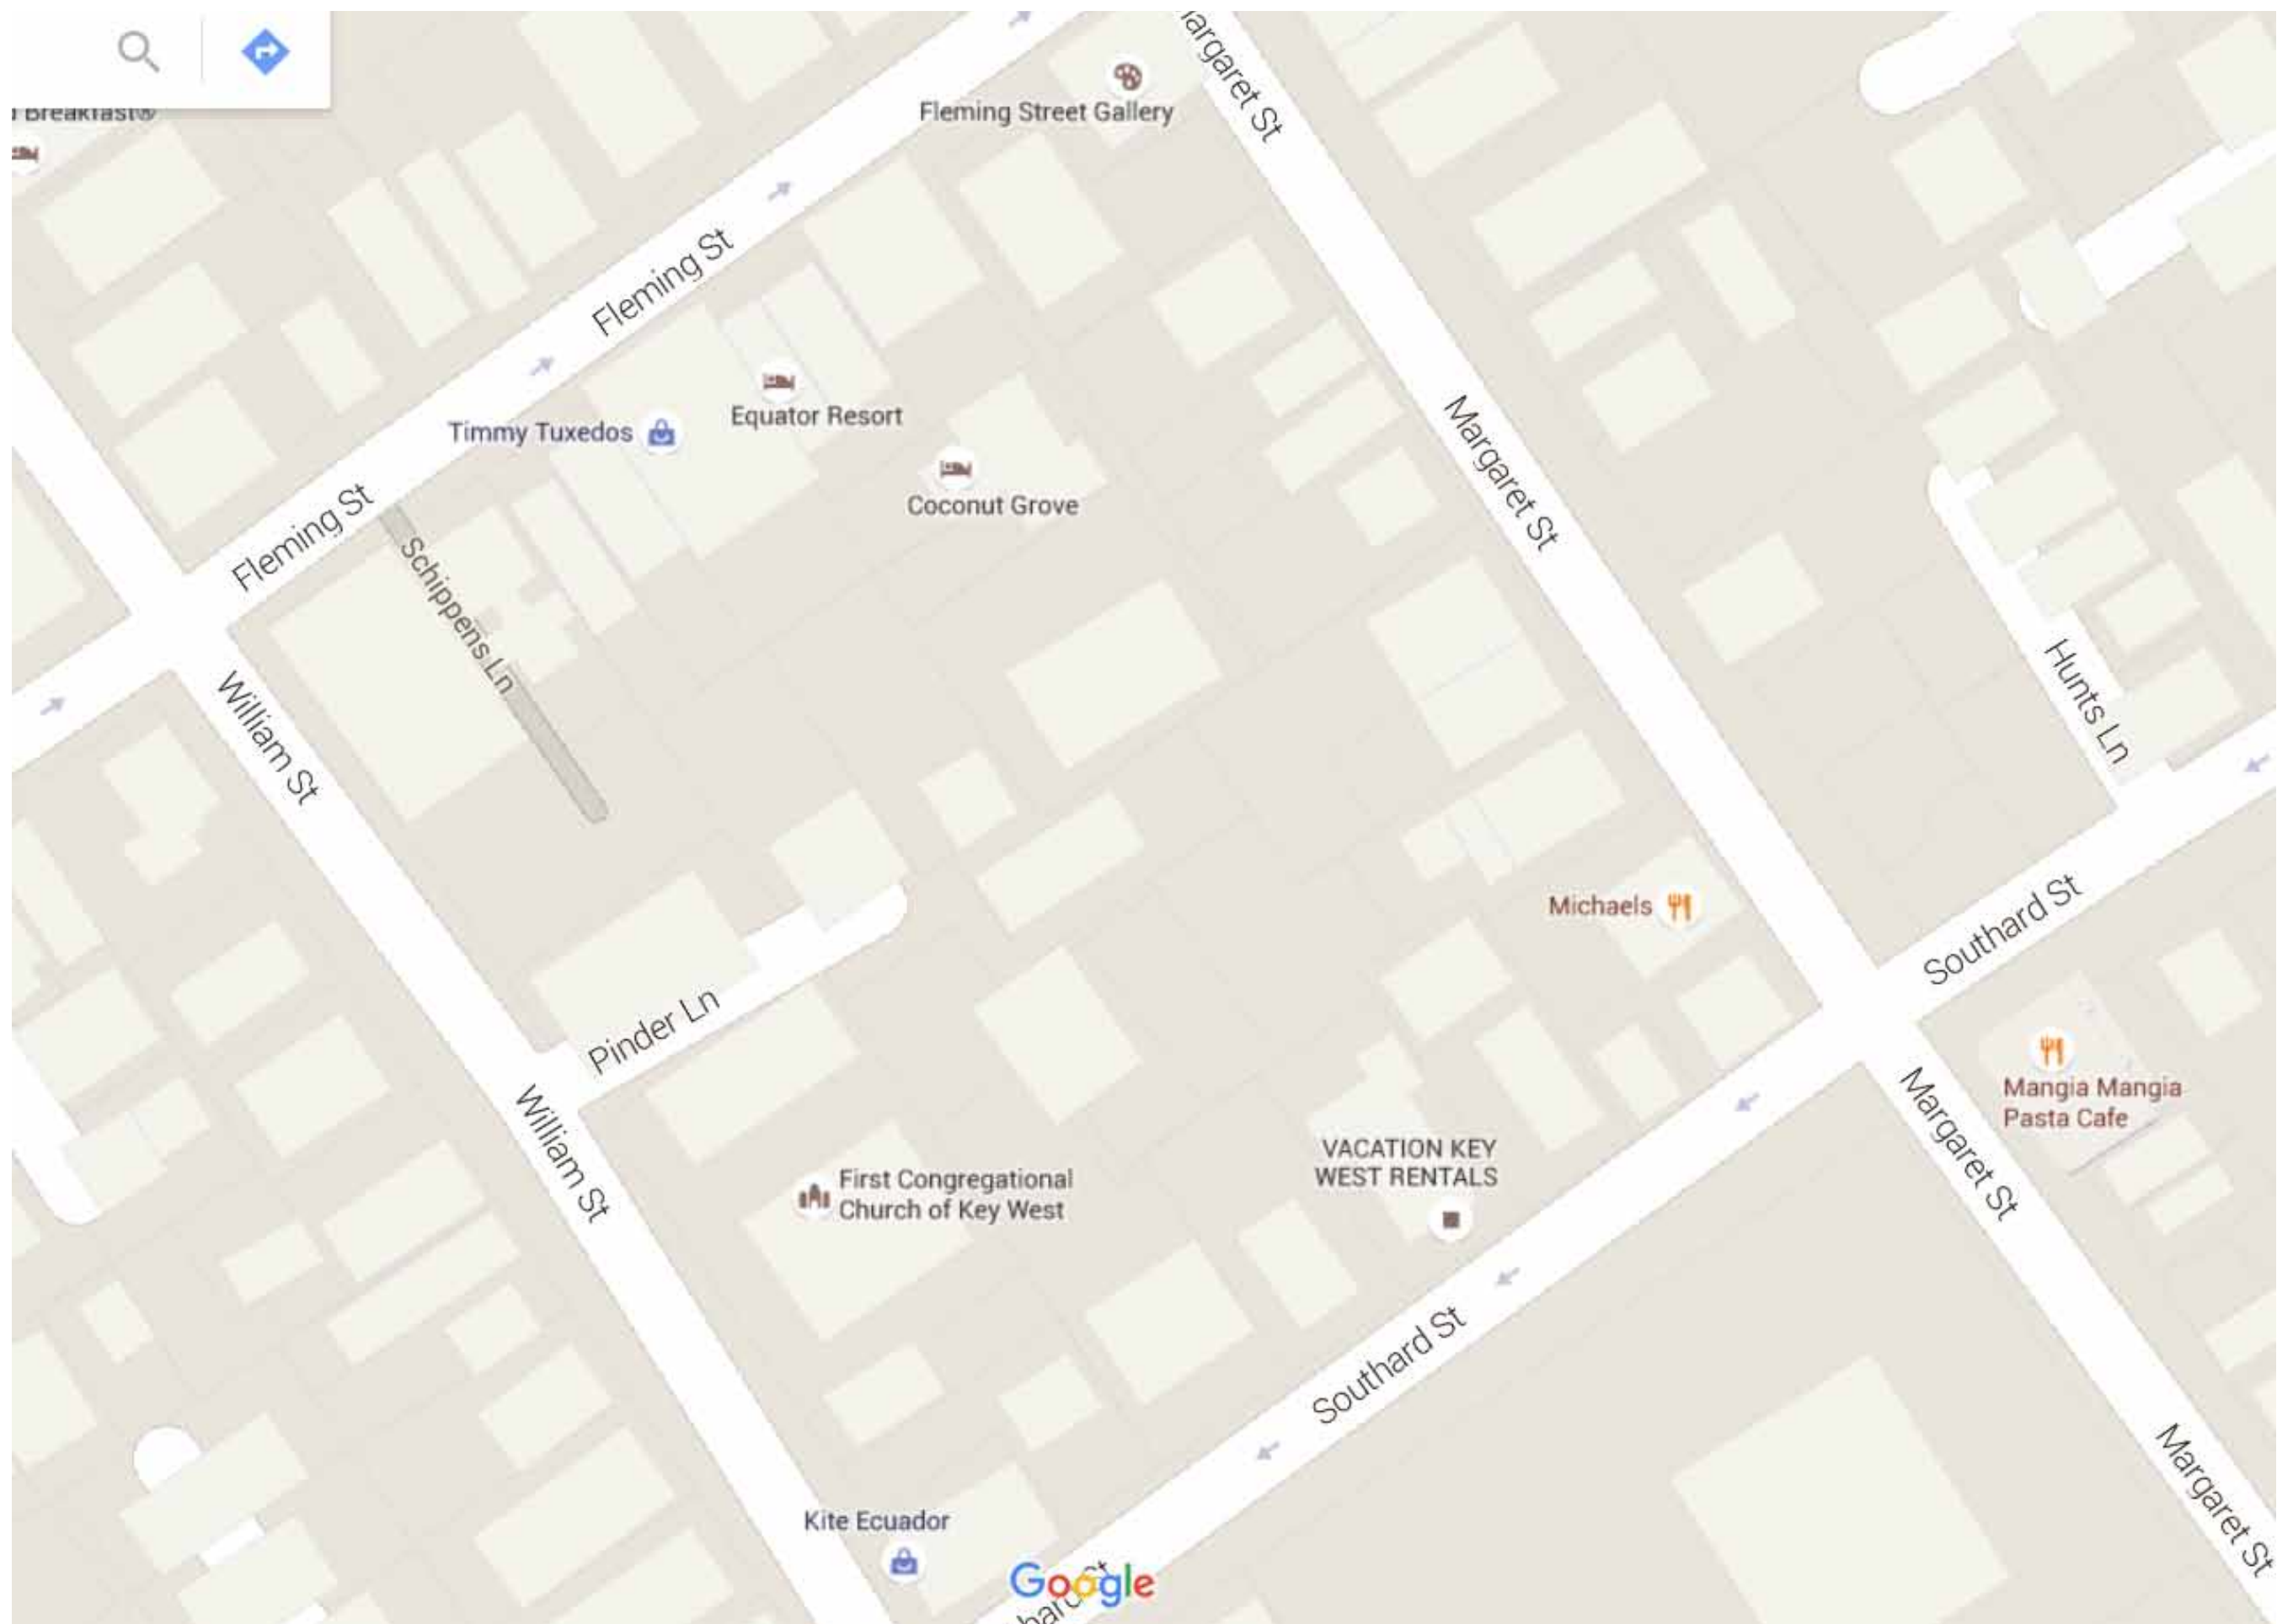 Breakfast®
Margaret St
Fleming Street Gallery
Fleming St
Margaret St
Timmy Tuxedos
Equator Resort
Coconut Grove
Fleming St
Schippens Ln
William St
Hunts Ln
Michaels
Southard St
Pinder Ln
William St
Mangia Mangia
Pasta Cafe
Margaret St
VACATION KEY
WEST RENTALS
First Congregational
Church of Key West
Southard St
Margaret St
Kite Ecuador
Google